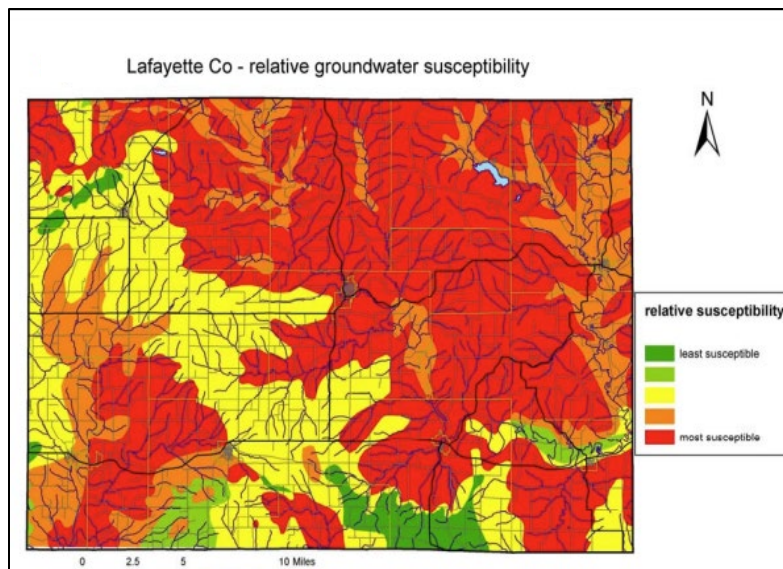 Lafayette Co - relative groundwater susceptibility
N
relative susceptibility
least susceptible
most susceptible
0 2.5 5 10 Miles